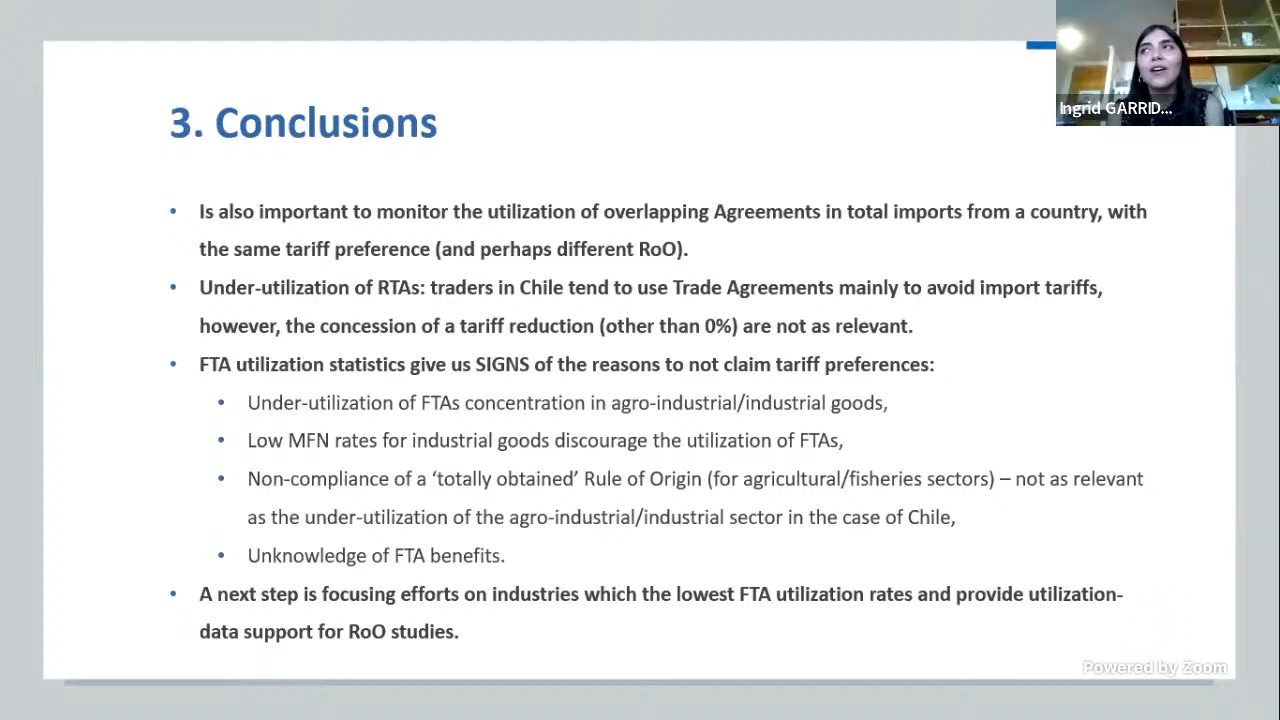 3. Conclusions
Ingrid GARRID...
• Is also important to monitor the utilization of overlapping Agreements in total imports from a country, with
the same tariff preference (and perhaps different RoO).
• Under-utilization of RTAs: traders in Chile tend to use Trade Agreements mainly to avoid import tariffs,
however, the concession of a tariff reduction (other than 0%) are not as relevant.
• FTA utilization statistics give us SIGNS of the reasons to not claim tariff preferences:
• Under-utilization of FTAs concentration in agro-industrial/industrial goods,
• Low MFN rates for industrial goods discourage the utilization of FTAs,
• Non-compliance of a ‘totally obtained’ Rule of Origin (for agricultural/fisheries sectors) – not as relevant
as the under-utilization of the agro-industrial/industrial sector in the case of Chile,
• Unknowledge of FTA benefits.
• A next step is focusing efforts on industries which the lowest FTA utilization rates and provide utilization-
data support for RoO studies.
Powered by Zoom